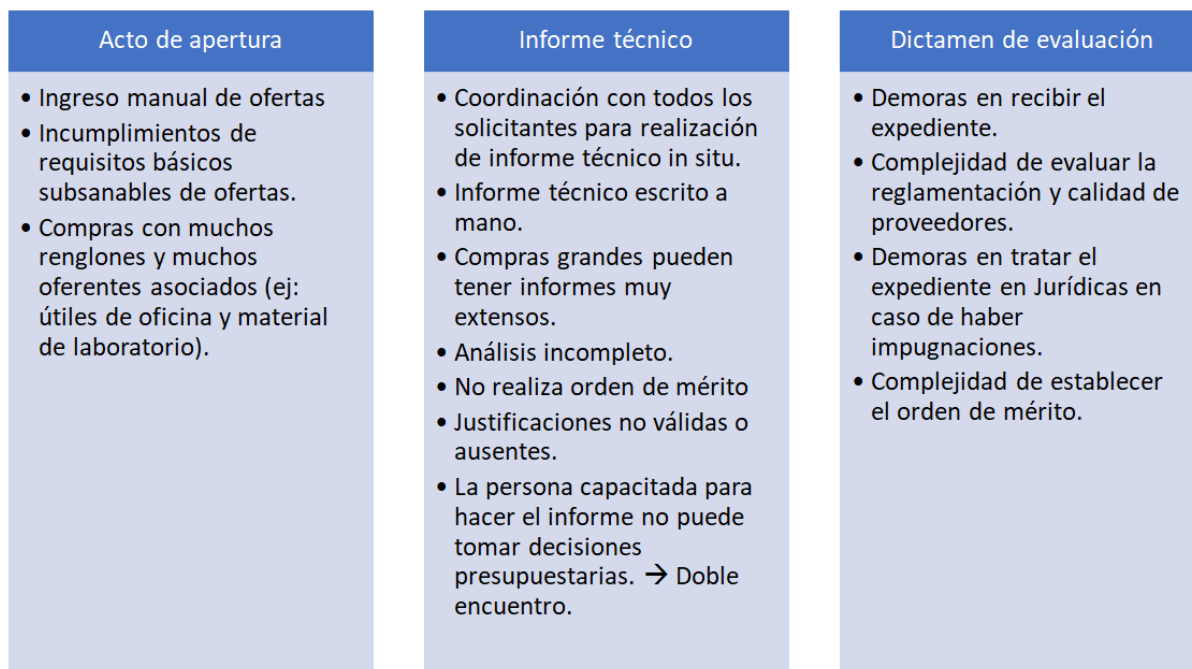 Acto de apertura
• Ingreso manual de ofertas
• Incumplimientos de
requisitos básicos
subsanables de ofertas.
• Compras con muchos
renglones y muchos
oferentes asociados (ej:
útiles de oficina y material
de laboratorio).
Informe técnico
• Coordinación con todos los
solicitantes para realización
de informe técnico in situ.
• Informe técnico escrito a
mano.
• Compras grandes pueden
tener informes muy
extensos.
• Análisis incompleto.
• No realiza orden de mérito
• Justificaciones no válidas o
ausentes.
• La persona capacitada para
hacer el informe no puede
tomar decisiones
presupuestarias. → Doble
encuentro.
Dictamen de evaluación
• Demoras en recibir el
expediente.
• Complejidad de evaluar la
reglamentación y calidad de
proveedores.
• Demoras en tratar el
expediente en Jurídicas en
caso de haber
impugnaciones.
• Complejidad de establecer
el orden de mérito.